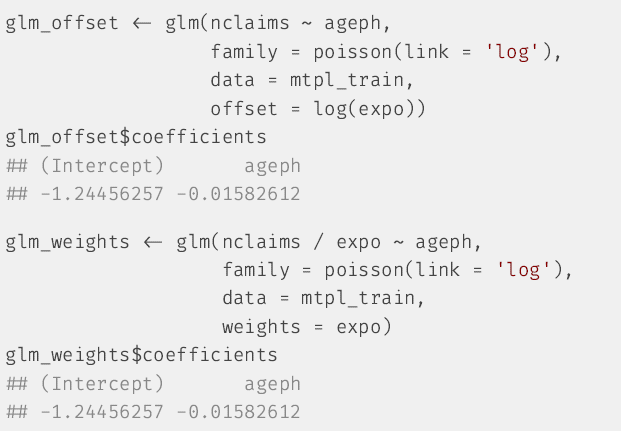 glm_offset <- glm(nclaims ~ ageph,
family = poisson(link = 'log'),
data = mtpl_train,
offset = log(expo))
glm_offset$coefficients
## (Intercept) ageph
## -1.24456257 -0.01582612
glm_weights <- glm(nclaims / expo ~ ageph,
family = poisson(link = 'log'),
data = mtpl_train,
weights = expo)
glm_weights$coefficients
## (Intercept) ageph
## -1.24456257 -0.01582612